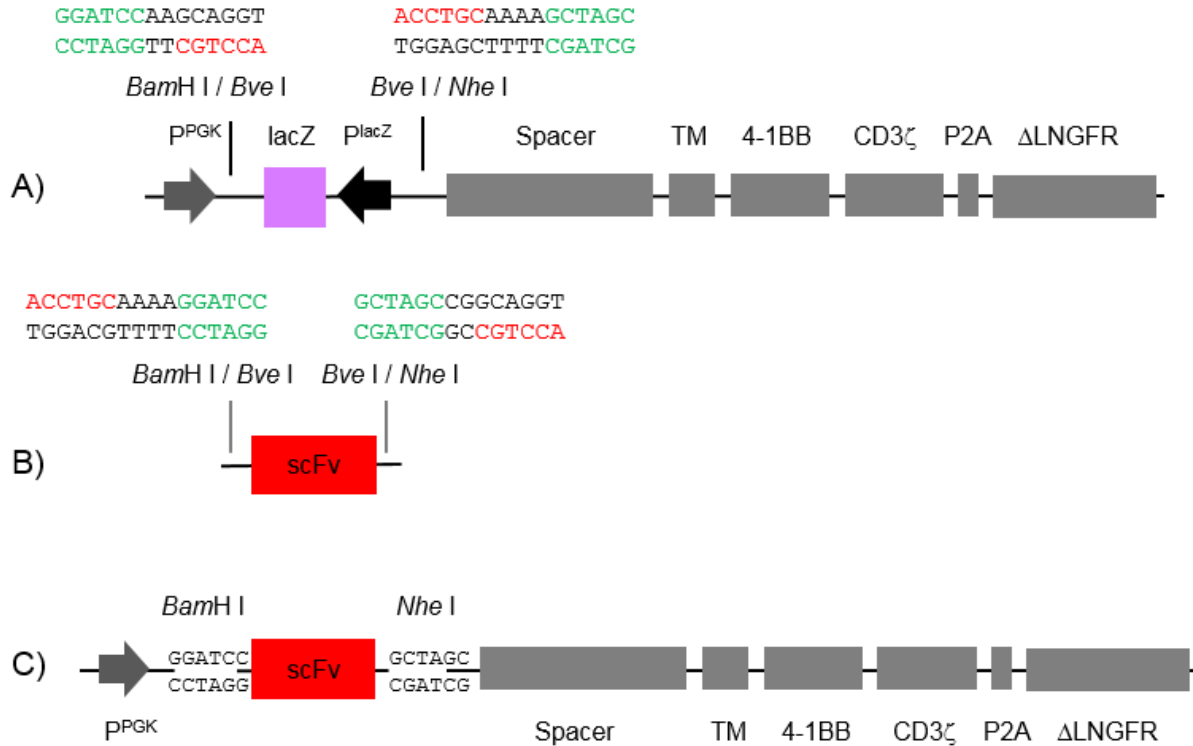 GGATCCAAGCAGGT ACCTGCAAAAGCTAGC
CCTAGGTTCGTCCA TGGAGCTTTTCGATCG
BamH I / Bve I Bve I / Nhe I
PPGK lacZ PlacZ Spacer TM 4-1BB CD3ζ P2A ΔLNGFR
A)
ACCTGCAAAAGGATCC GCTAGCCGGCAGGT
TGGACGTTTTCCTAGG CGATCGGCCGTCCA
BamH I / Bve I Bve I / Nhe I
B) scFv
BamH I Nhe I
GGATCC GCTAGC
C) scFv
CCTAGG CGATCG
PPGK Spacer TM 4-1BB CD3ζ P2A ΔLNGFR